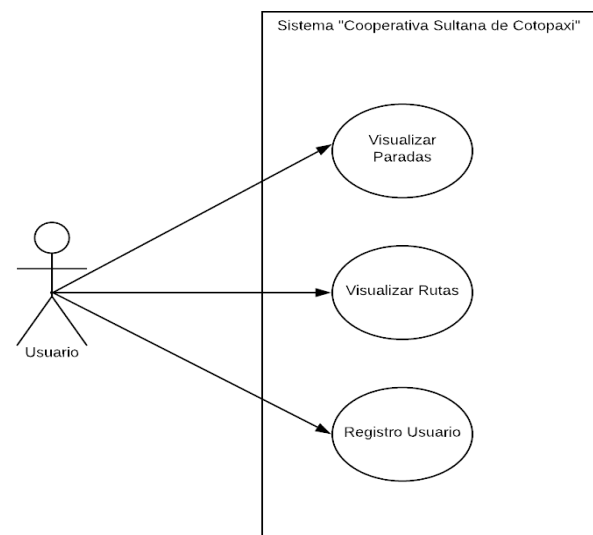 Sistema "Cooperativa Sultana de Cotopaxi"
Visualizar
Paradas
Visualizar Rutas
Usuario
Registro Usuario